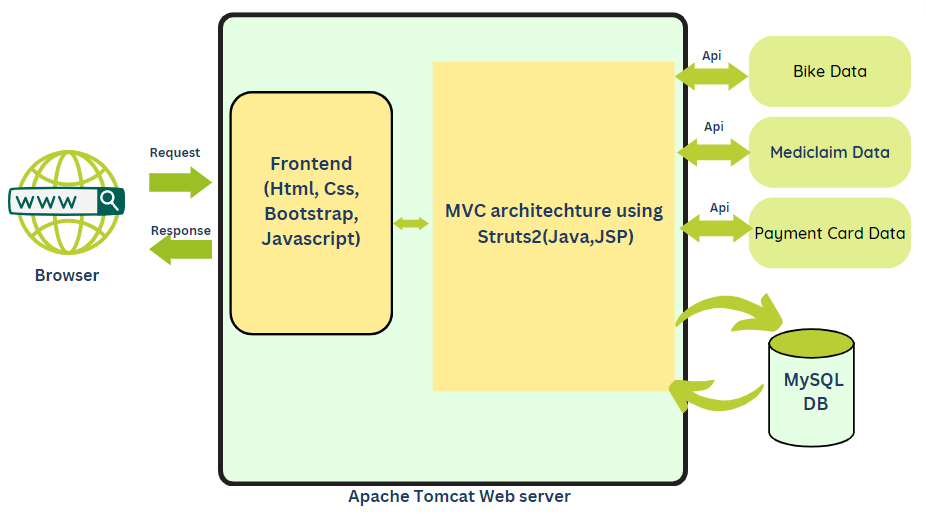 Request
WWW
Response
Browser
Frontend
(Html, Css,
Bootstrap,
Javascript)
MVC architechture using
Struts2(Java,JSP)
Api
Bike Data
Api
Mediclaim Data
Api
Payment Card Data
MySQL
DB
Apache Tomcat Web server